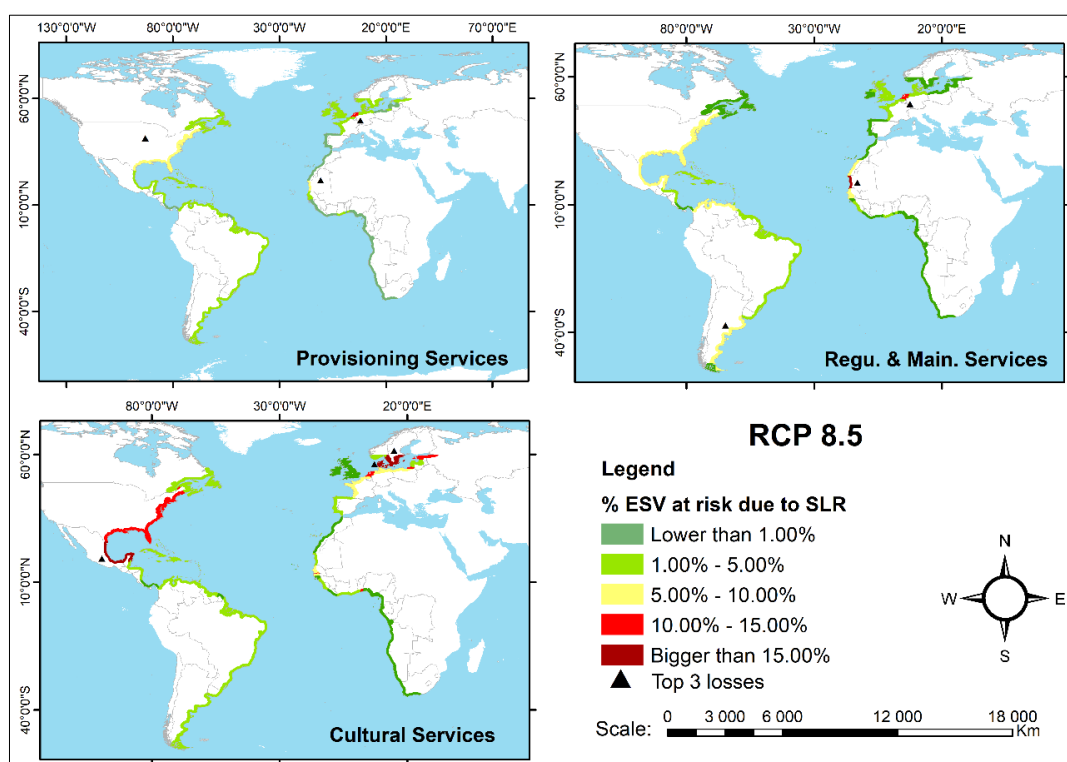 130°0'0"W 80°0'0"W 30°0'0"W 20°0'0"E 70°0'0"E
60°0'0"N
10°0'0"N
40°0'0"S
Provisioning Services
80°0'0"W 30°0'0"W 20°0'0"E
60°0'0"N
10°0'0"N
40°0'0"S
Regu. & Main. Services
80°0'0"W 30°0'0"W 20°0'0"E
60°0'0"N
10°0'0"N
40°0'0"S
Cultural Services
RCP 8.5
Legend
% ESV at risk due to SLR
Lower than 1.00%
1.00% - 5.00%
5.00% - 10.00%
10.00% - 15.00%
Bigger than 15.00%
Top 3 losses
N
W E
S
Scale: 0 3 000 6 000 12 000 18 000
Km